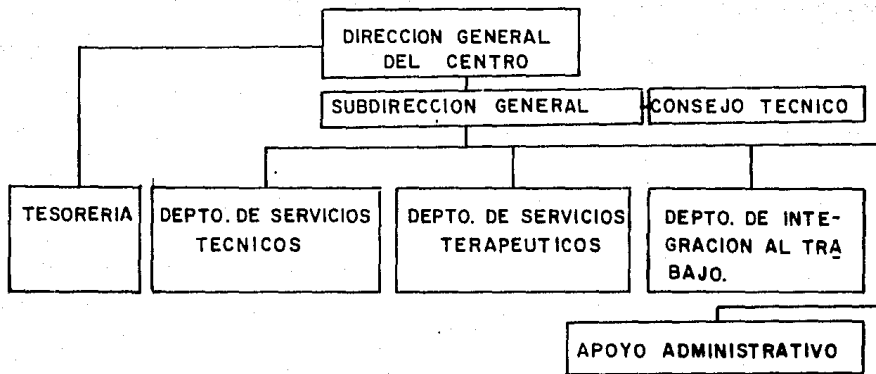 DIRECCION GENERAL
DEL CENTRO
SUBDIRECCION GENERAL
CONSEJO TECNICO
TESORERIA
DEPTO. DE SERVICIOS
TECNICOS
DEPTO. DE SERVICIOS
TERAPEUTICOS
DEPTO. DE INTE-
GRACION AL TRA
BAJO.
APOYO ADMINISTRATIVO